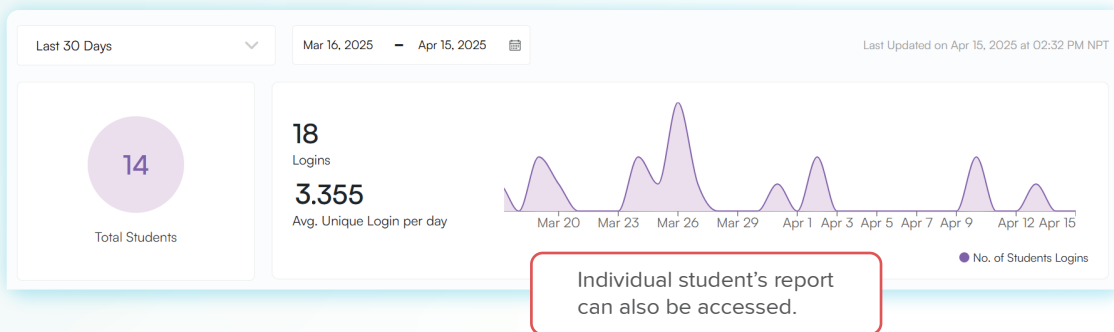 Last 30 Days
Mar 16, 2025 – Apr 15, 2025
Last Updated on Apr 15, 2025 at 02:32 PM NPT
14
Total Students
18
Logins
3.355
Avg. Unique Login per day
Mar 20 Mar 23 Mar 26 Mar 29 Apr 1 Apr 3 Apr 5 Apr 7 Apr 9 Apr 12 Apr 15
No. of Students Logins
Individual student’s report
can also be accessed.